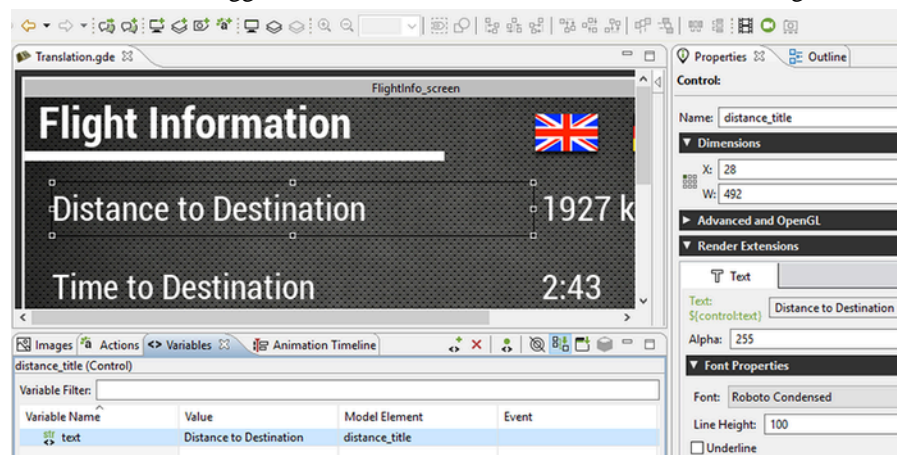 Translation.gde
Properties
Outline
FlightInfo_screen
Control:
Flight Information
Name: distance_title
Dimensions
X: 28
W: 492
Distance to Destination
1927 k
Advanced and OpenGL
Render Extensions
Text
Time to Destination
2:43
Text:
${control:text}
Distance to Destination
Images
Actions
Variables
Animation Timeline
Alpha: 255
distance_title (Control)
Font Properties
Variable Filter:
Font: Roboto Condensed
Variable Name
Value
Model Element
Event
Line Height: 100
str
text
Distance to Destination
distance_title
Underline